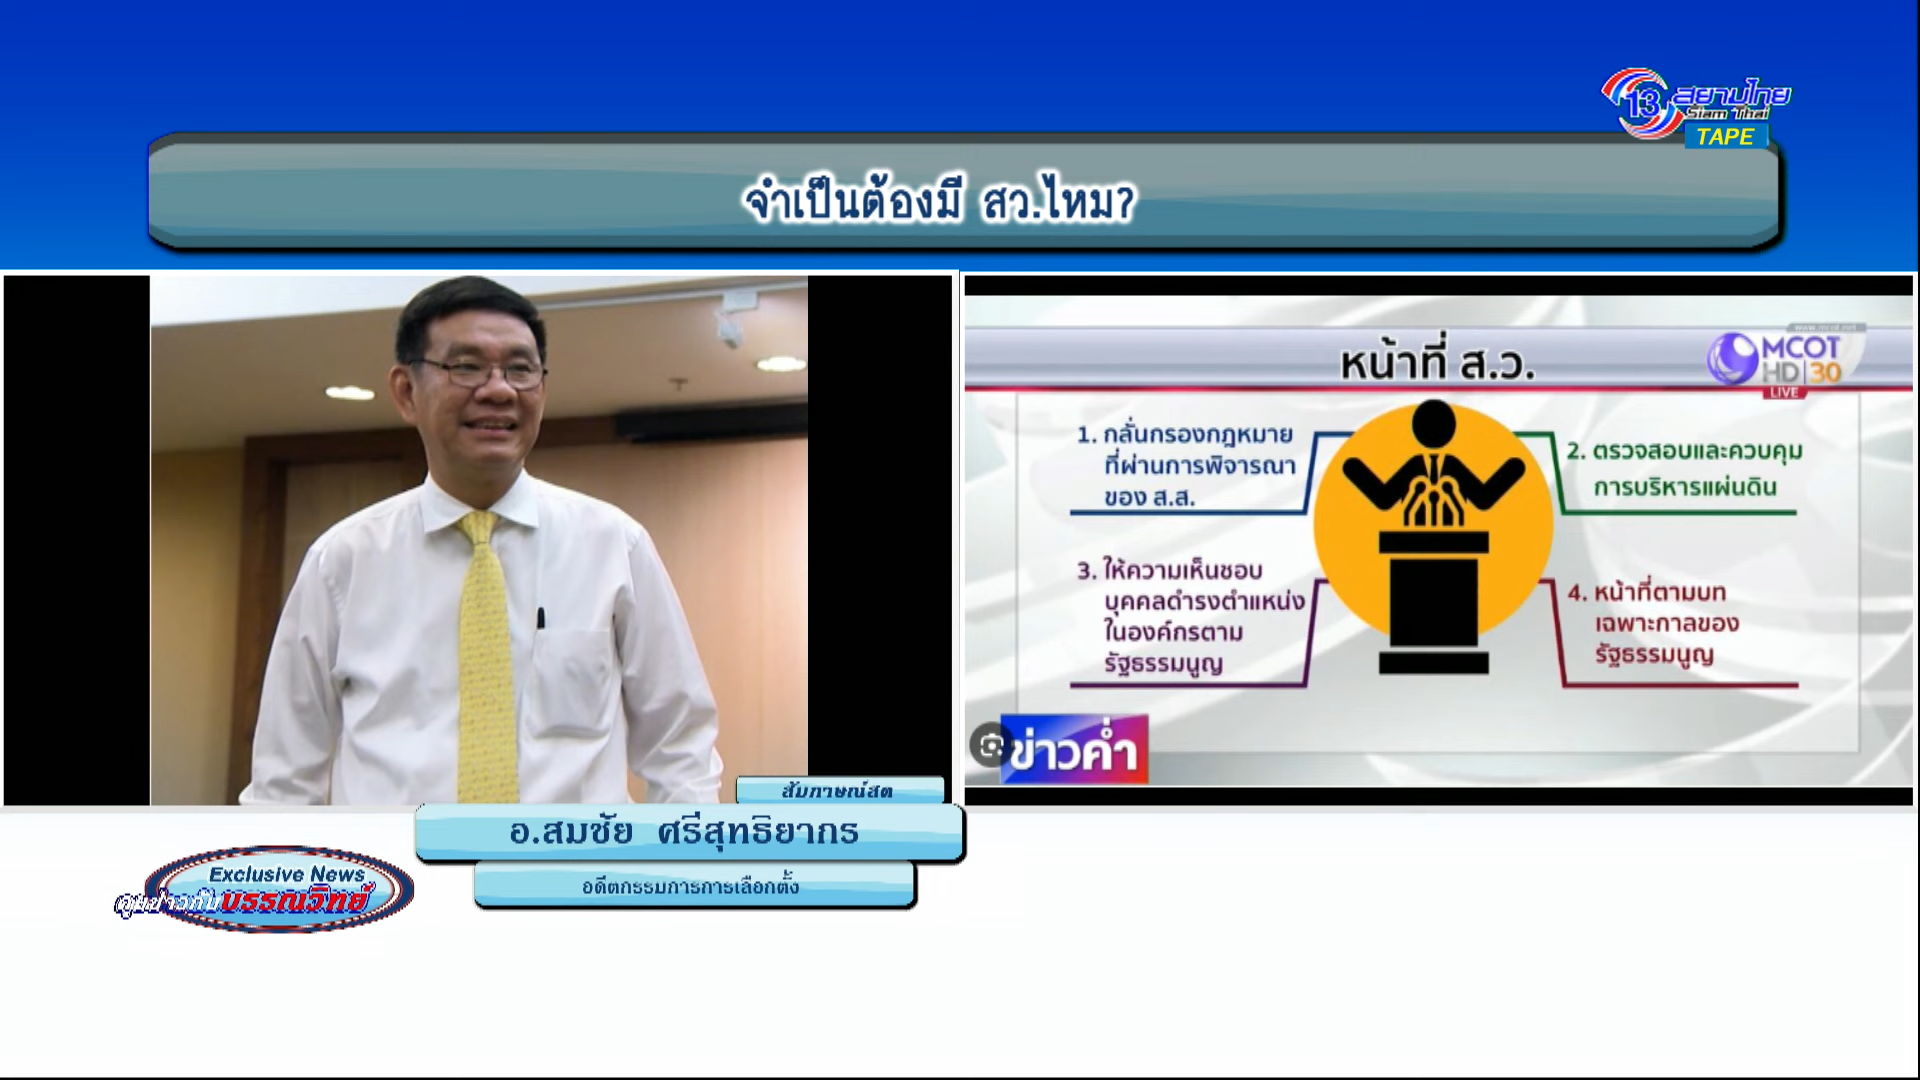 13 สยามไทย
Siam Thai
TAPE
จำเป็นต้องมี สว.ไหม?
www.mcot.net
หน้าที่ ส.ว.
MCOT
HD 30
LIVE
1. กลั่นกรองกฎหมาย
ที่ผ่านการพิจารณา
ของ ส.ส.
2. ตรวจสอบและควบคุม
การบริหารแผ่นดิน
3. ให้ความเห็นชอบ
บุคคลดำรงตำแหน่ง
ในองค์กรตาม
รัฐธรรมนูญ
4. หน้าที่ตามบท
เฉพาะกาลของ
รัฐธรรมนูญ
ข่าวค่ำ
สัมภาษณ์สด
อ.สมชัย ศรีสุทธิยากร
อดีตกรรมการการเลือกตั้ง
Exclusive News
คุยข่าวกับบรรณวิทย์